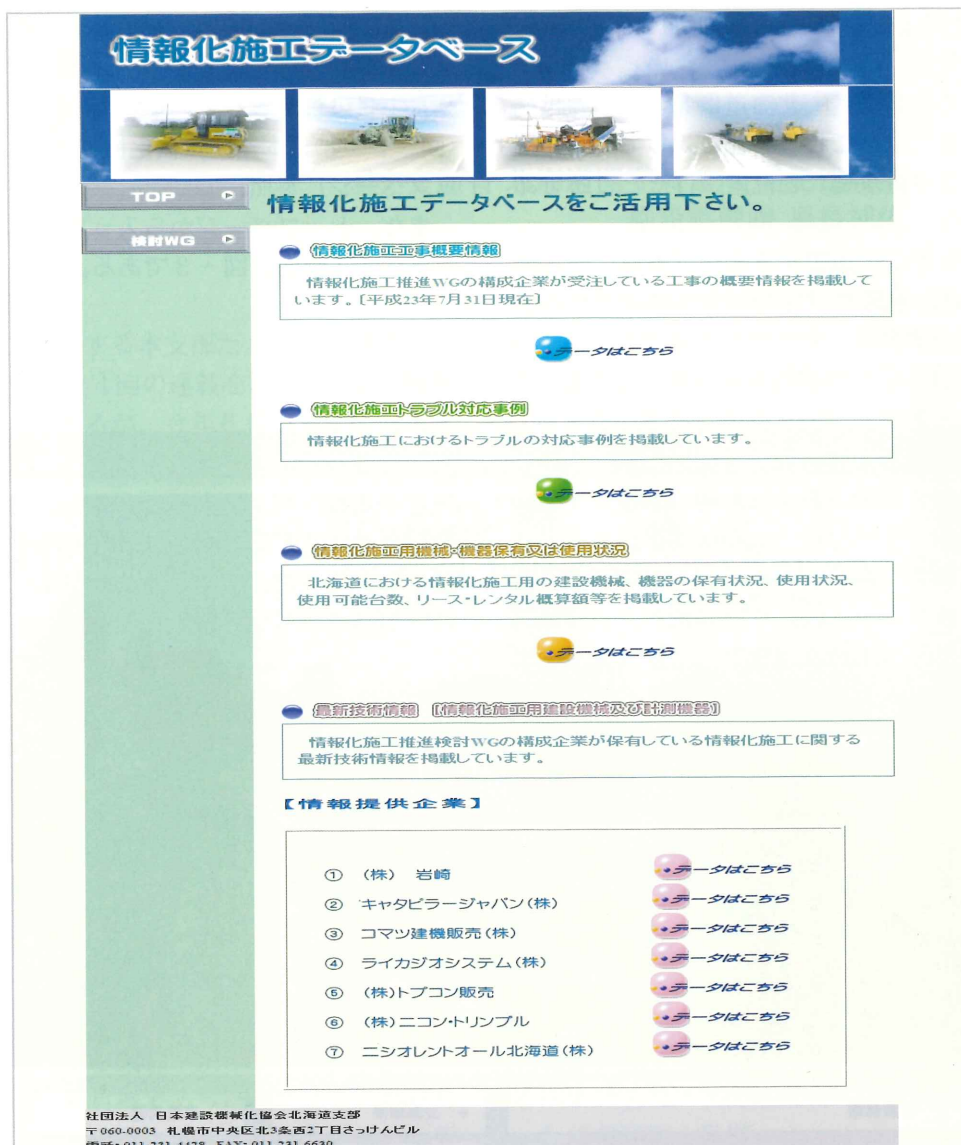 情報化施工データベース
TOP
情報化施工データベースをご活用下さい。
検討WG
情報化施工工事概要情報
情報化施工推進WGの構成企業が受注している工事の概要情報を掲載して
います。[平成23年7月31日現在]
データはこちら
情報化施工トラブル対応事例
情報化施工におけるトラブルの対応事例を掲載しています。
データはこちら
情報化施工用機械・機器保有又は使用状況
北海道における情報化施工用の建設機械、機器の保有状況、使用状況、
使用可能台数、リース・レンタル概算額等を掲載しています。
データはこちら
最新技術情報 【情報化施工用建設機械及び計測機器】
情報化施工推進検討WGの構成企業が保有している情報化施工に関する
最新技術情報を掲載しています。
【情報提供企業】
① (株) 岩崎 データはこちら
② キャタピラージャパン(株) データはこちら
③ コマツ建機販売(株) データはこちら
④ ライカジオシステム(株) データはこちら
⑤ (株)トプコン販売 データはこちら
⑥ (株)ニコン・トリンブル データはこちら
⑦ ニシオレントオール北海道(株) データはこちら
社団法人 日本建設機械化協会北海道支部
〒060-0003 札幌市中央区北3条西2丁目さっけんビル
電話: 011-231-4428 FAX: 011-231-6630